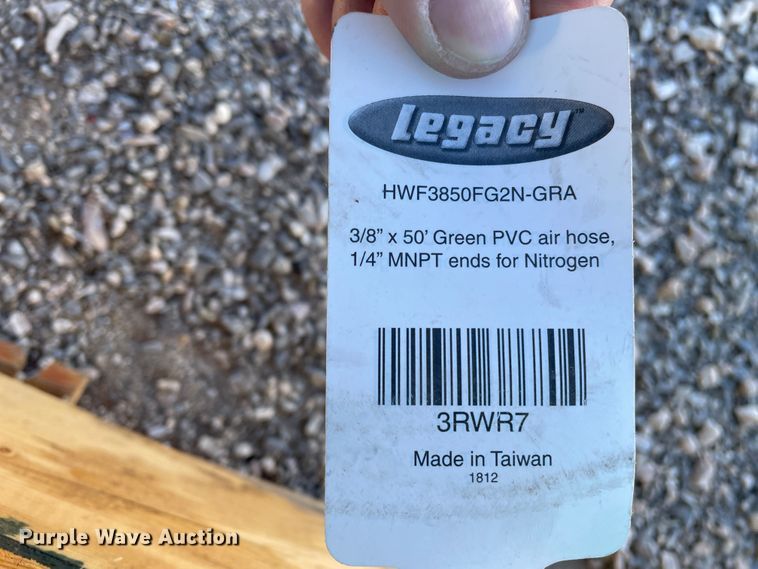 Legacy™
HWF3850FG2N-GRA
3/8" x 50' Green PVC air hose,
1/4" MNPT ends for Nitrogen
3RWR7
Made in Taiwan
1812
Purple Wave Auction